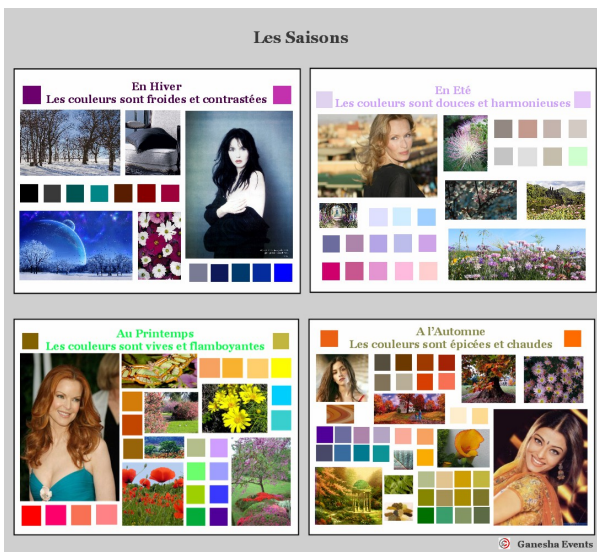 Les Saisons
En Hiver
Les couleurs sont froides et contrastées
En Eté
Les couleurs sont douces et harmonieuses
Au Printemps
Les couleurs sont vives et flamboyantes
A l'Automne
Les couleurs sont épicées et chaudes
© Ganesha Events